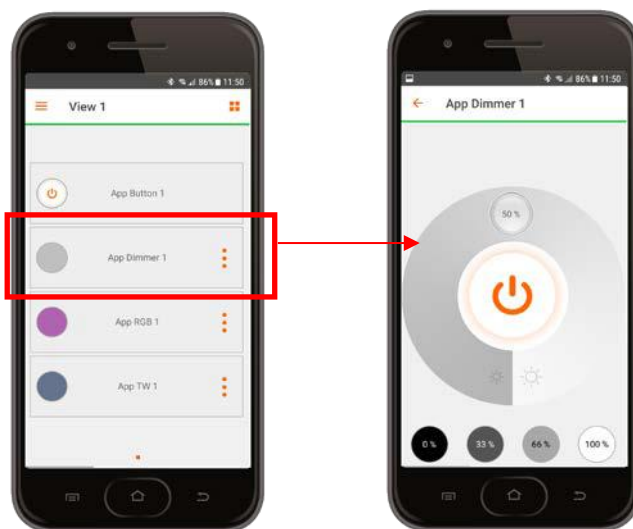 86% 11:50
View 1
App Button 1
App Dimmer 1
App RGB 1
App TW 1
86% 11:50
App Dimmer 1
50 %
0 %
33 %
66 %
100 %